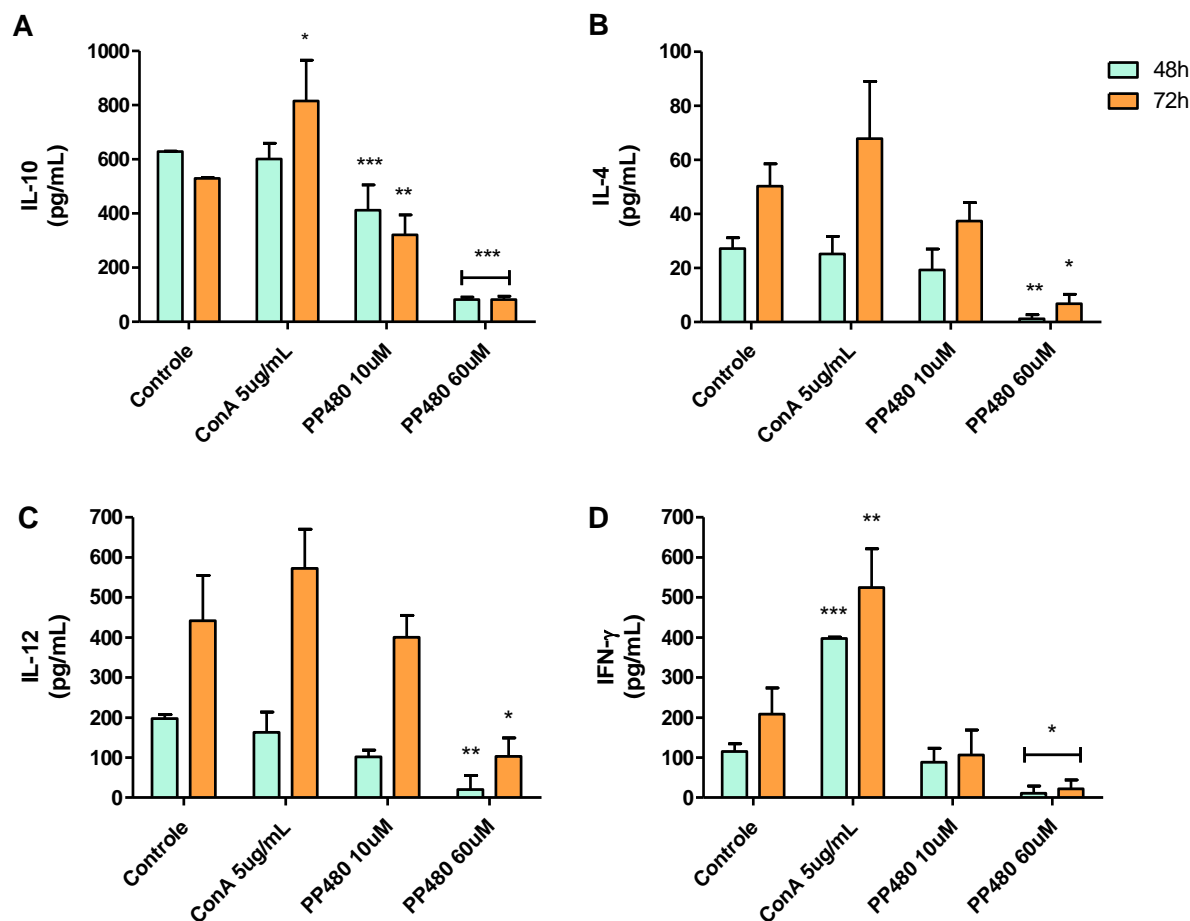 A
1000
800
600
400
200
0
IL-10
(pg/mL)
*
***
**
***
Controle
ConA 5ug/mL
PP480 10uM
PP480 60uM
B
100
80
60
40
20
0
IL-4
(pg/mL)
**
*
Controle
ConA 5ug/mL
PP480 10uM
PP480 60uM
48h
72h
C
700
600
500
400
300
200
100
0
IL-12
(pg/mL)
**
*
Controle
ConA 5ug/mL
PP480 10uM
PP480 60uM
D
700
600
500
400
300
200
100
0
IFN-γ
(pg/mL)
***
**
*
Controle
ConA 5ug/mL
PP480 10uM
PP480 60uM